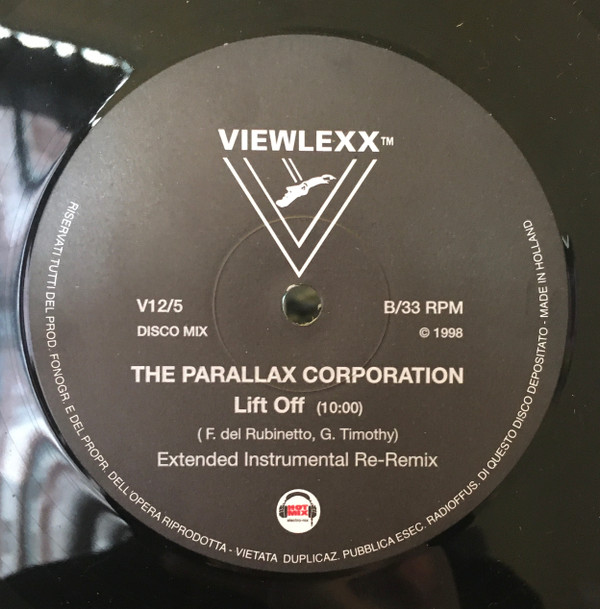 VIEWLEXX™
V12/5
B/33 RPM
DISCO MIX
© 1998
THE PARALLAX CORPORATION
Lift Off (10:00)
( F. del Rubinetto, G. Timothy)
Extended Instrumental Re-Remix
HOT MIX
RISERVATI TUTTI DEL PROD. FONOGR. E DEL PROPR. DELL'OPERA RIPRODOTTA - VIETATA DUPLICAZ. PUBBLICA ESEC. RADIOFFUS. DI QUESTO DISCO DEPOSITATO - MADE IN HOLLAND